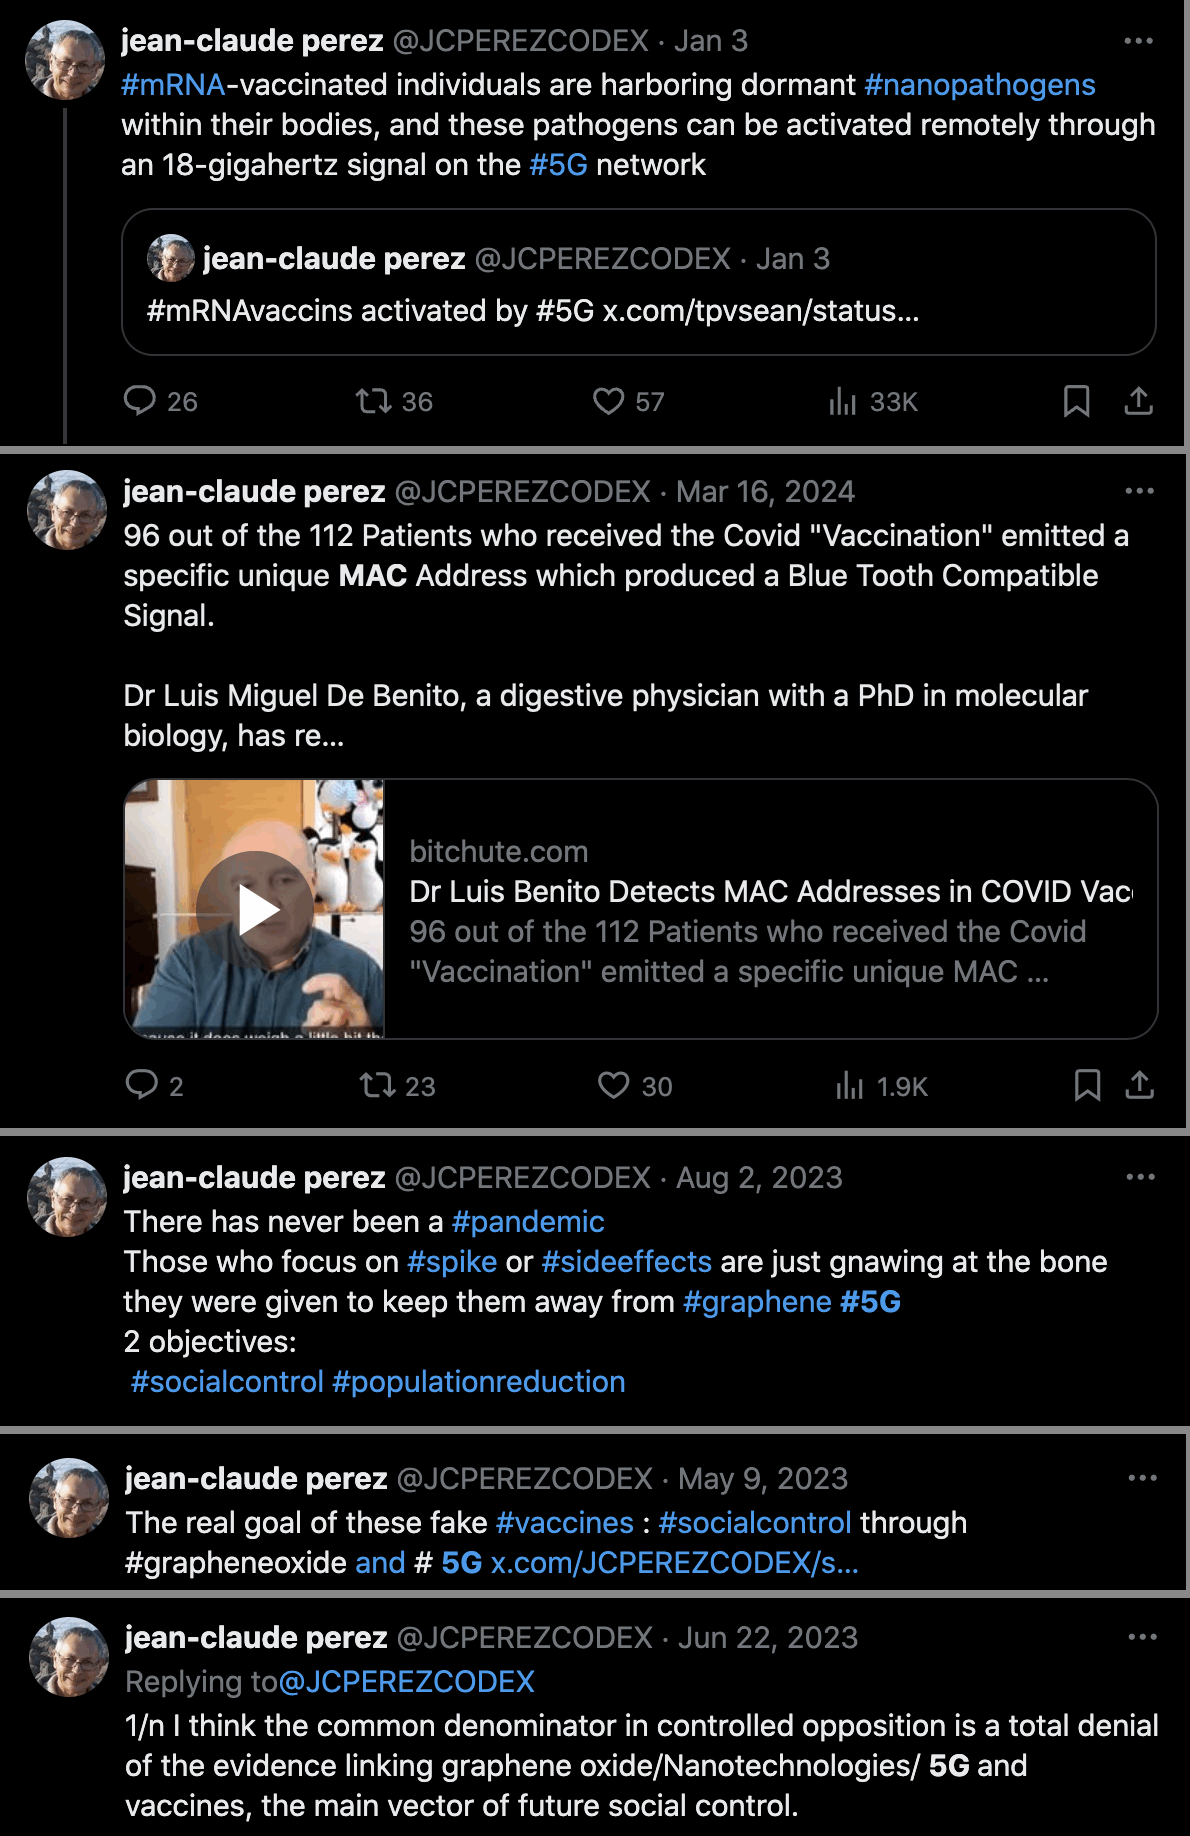 jean-claude perez @JCPEREZCODEX · Jan 3
#mRNA-vaccinated individuals are harboring dormant #nanopathogens
within their bodies, and these pathogens can be activated remotely through
an 18-gigahertz signal on the #5G network
jean-claude perez @JCPEREZCODEX · Jan 3
#mRNAvaccins activated by #5G x.com/tpvsean/status...
26 36 57 33K
jean-claude perez @JCPEREZCODEX · Mar 16, 2024
96 out of the 112 Patients who received the Covid "Vaccination" emitted a
specific unique MAC Address which produced a Blue Tooth Compatible
Signal.
Dr Luis Miguel De Benito, a digestive physician with a PhD in molecular
biology, has re...
bitchute.com
Dr Luis Benito Detects MAC Addresses in COVID Vac
96 out of the 112 Patients who received the Covid
"Vaccination" emitted a specific unique MAC ...
it does weigh a little bit
2 23 30 1.9K
jean-claude perez @JCPEREZCODEX · Aug 2, 2023
There has never been a #pandemic
Those who focus on #spike or #sideeffects are just gnawing at the bone
they were given to keep them away from #graphene #5G
2 objectives:
#socialcontrol #populationreduction
jean-claude perez @JCPEREZCODEX · May 9, 2023
The real goal of these fake #vaccines : #socialcontrol through
#grapheneoxide and # 5G x.com/JCPEREZCODEX/s...
jean-claude perez @JCPEREZCODEX · Jun 22, 2023
Replying to@JCPEREZCODEX
1/n I think the common denominator in controlled opposition is a total denial
of the evidence linking graphene oxide/Nanotechnologies/ 5G and
vaccines, the main vector of future social control.